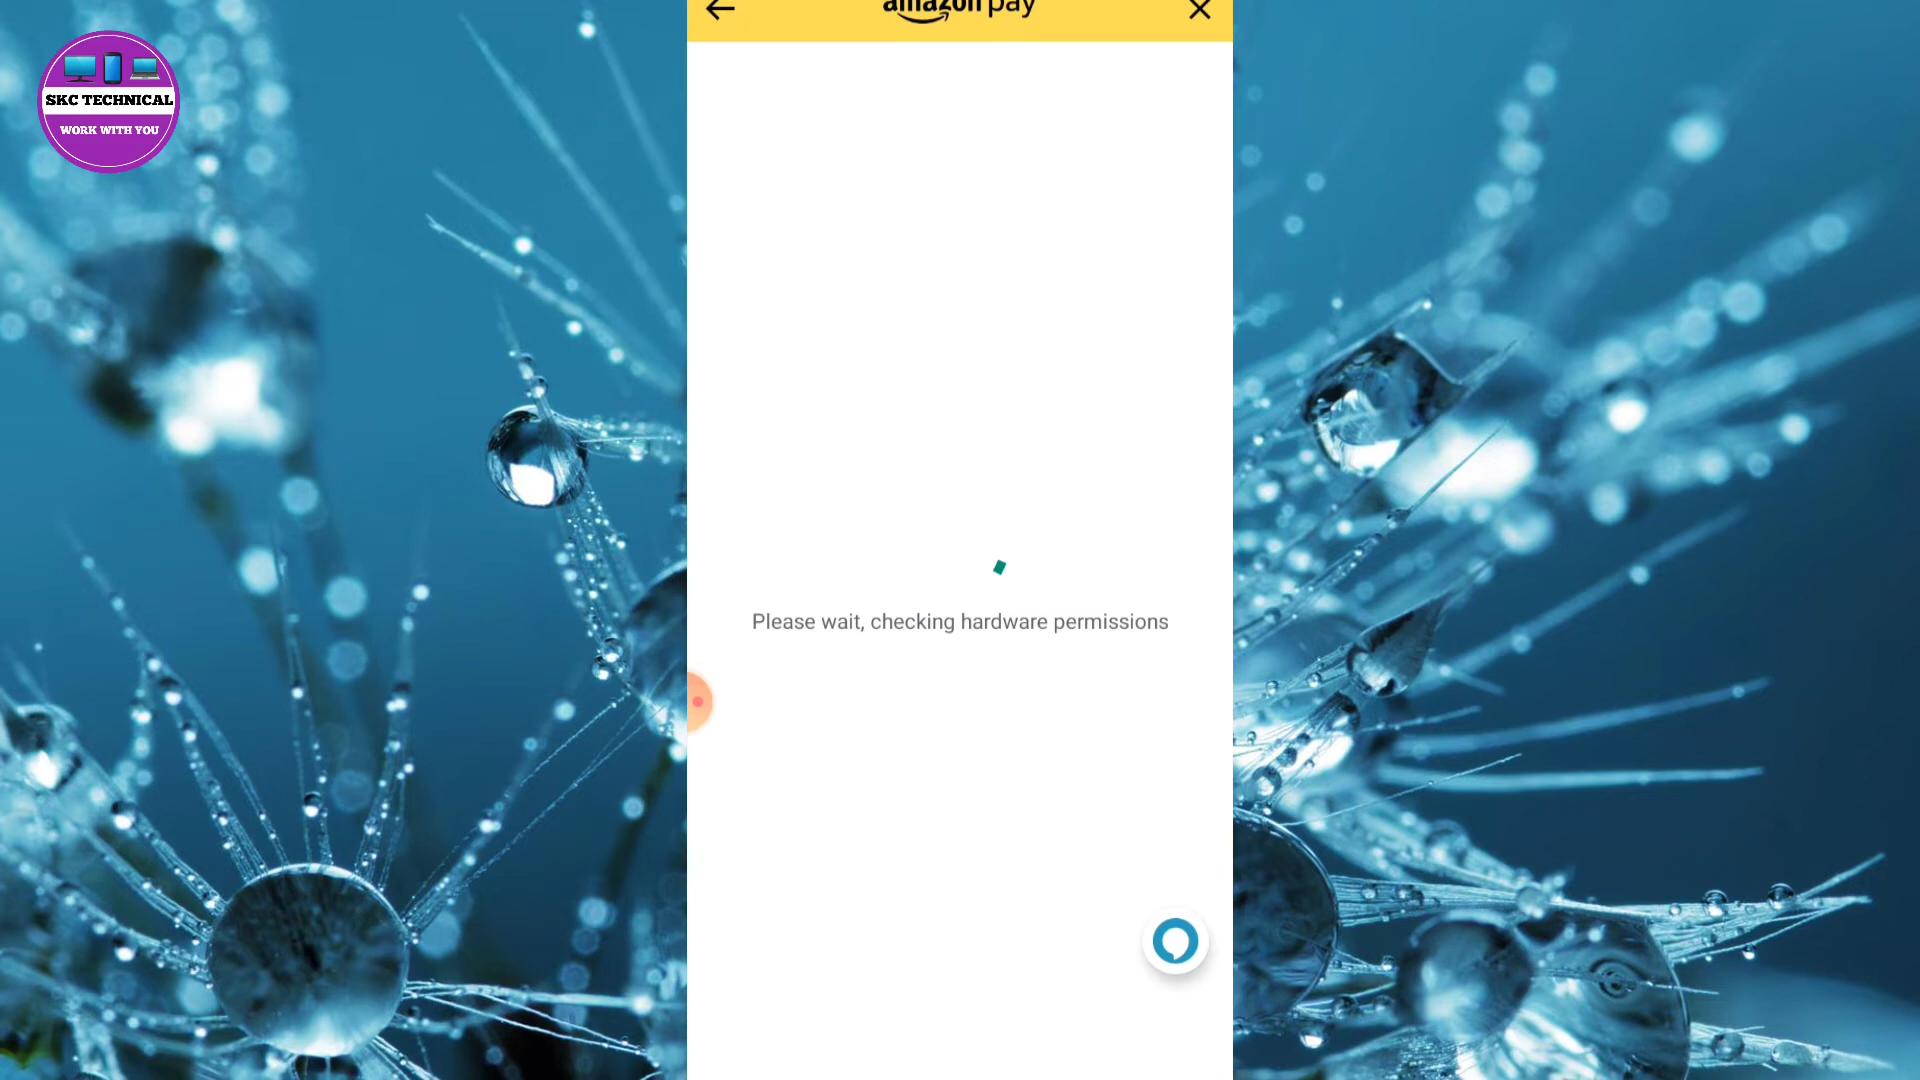 amazon pay
SKC TECHNICAL
WORK WITH YOU
Please wait, checking hardware permissions